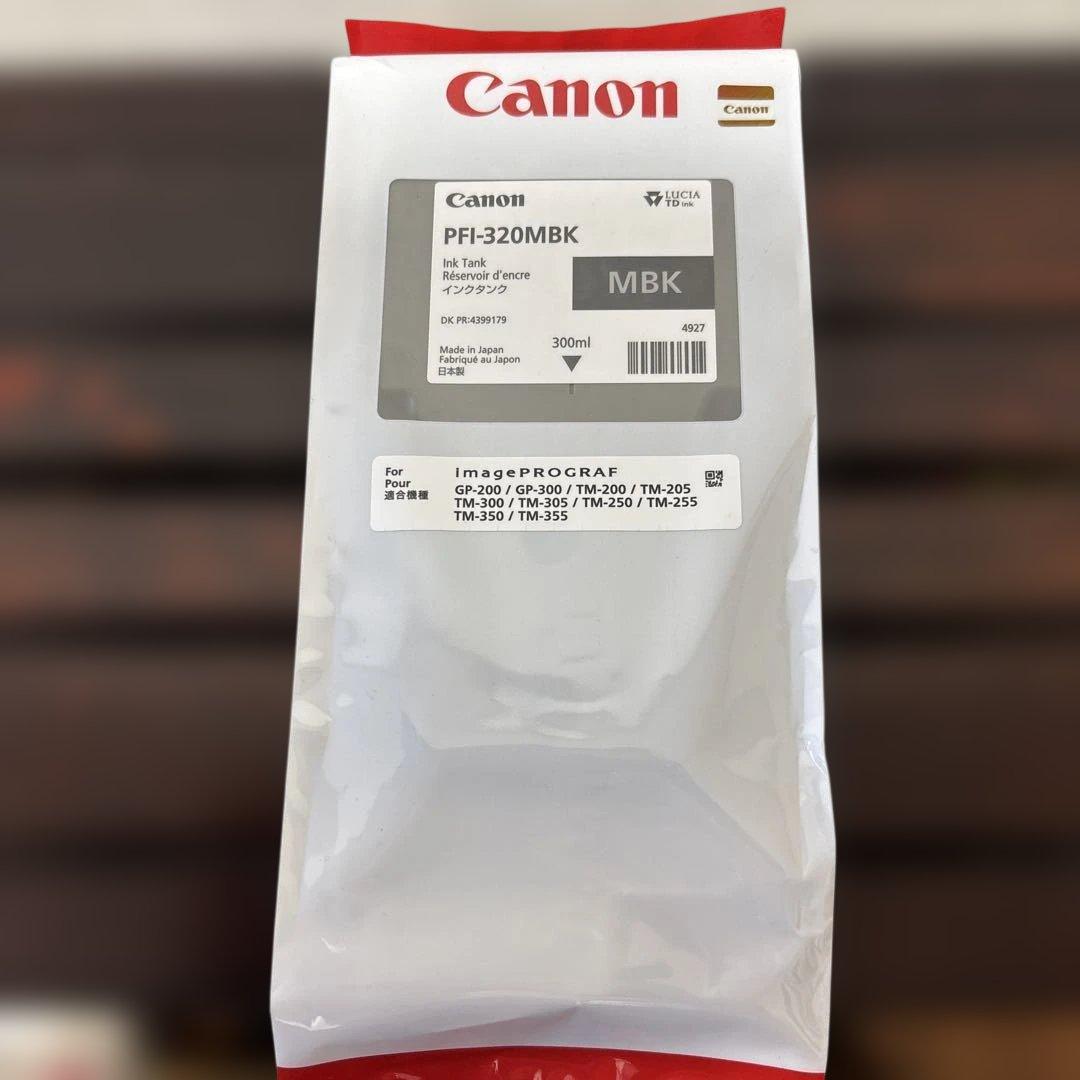 Canon
Canon
Canon
LUCIA
TD ink
PFI-320MBK
Ink Tank
Réservoir d'encre
インクタンク
MBK
DK PR:4399179
4927
300ml
Made in Japan
Fabriqué au Japon
日本製
For
Pour
適合機種
imagePROGRAF
GP-200 / GP-300 / TM-200 / TM-205
TM-300 / TM-305 / TM-250 / TM-255
TM-350 / TM-355